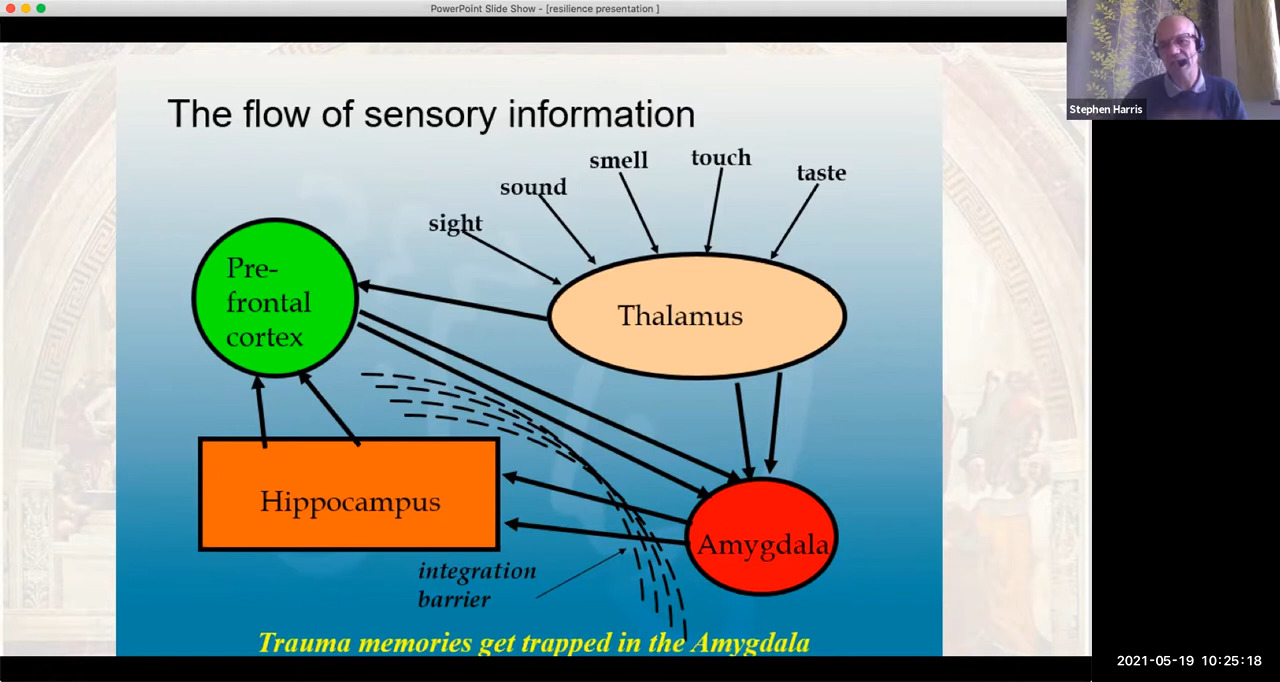 PowerPoint Slide Show - [resilience presentation ]
Stephen Harris
The flow of sensory information
smell
touch
taste
sound
sight
Pre-
frontal
cortex
Thalamus
Hippocampus
Amygdala
integration
barrier
Trauma memories get trapped in the Amygdala
2021-05-19 10:25:18